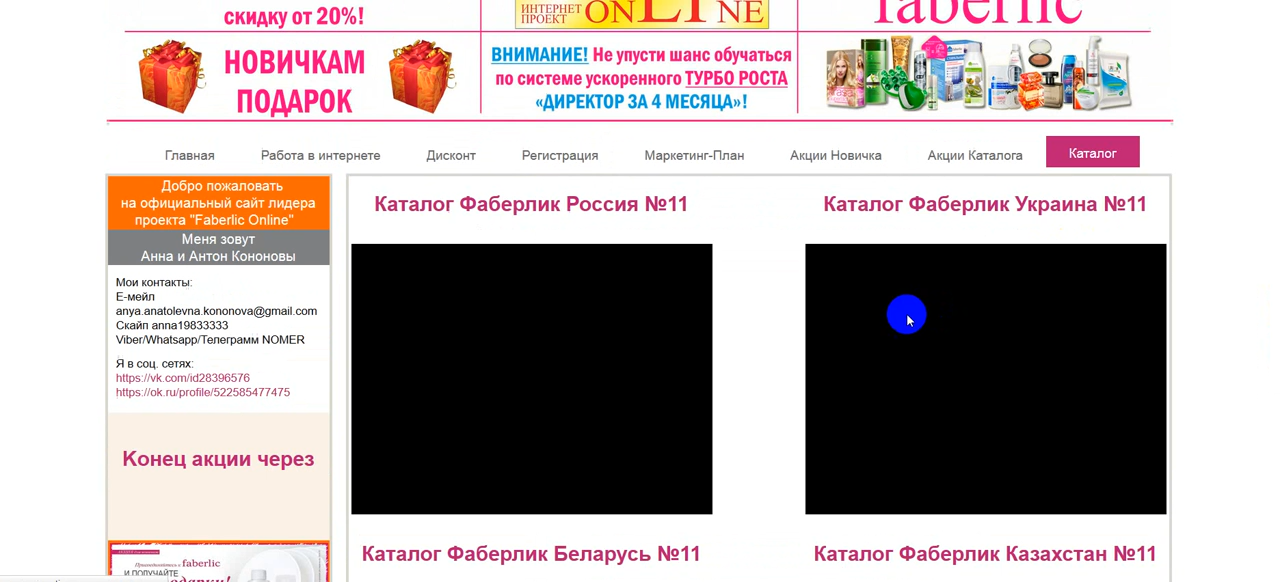 скидку от 20%!
НОВИЧКАМ
ПОДАРОК
ИНТЕРНЕТ
ПРОЕКТ
ONLINE
ВНИМАНИЕ! Не упусти шанс обучаться
по системе ускоренного ТУРБО РОСТА
«ДИРЕКТОР ЗА 4 МЕСЯЦА»!
faberlic
Главная
Работа в интернете
Дисконт
Регистрация
Маркетинг-План
Акции Новичка
Акции Каталога
Каталог
Добро пожаловать
на официальный сайт лидера
проекта "Faberlic Online"
Меня зовут
Анна и Антон Кононовы
Мои контакты:
Е-мейл
anya.anatolevna.kononova@gmail.com
Скайп anna19833333
Viber/Whatsapp/Телеграмм NOMER
Я в соц. сетях:
https://vk.com/id28396576
https://ok.ru/profile/522585477475
Конец акции через
faberlic
И ПОЛУЧАЙТЕ
Каталог Фаберлик Россия №11
Каталог Фаберлик Украина №11
Каталог Фаберлик Беларусь №11
Каталог Фаберлик Казахстан №11